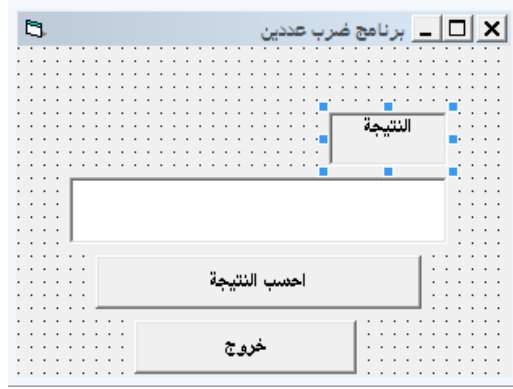 برنامج ضرب عددين
النتيجة
احسب النتيجة
خروج